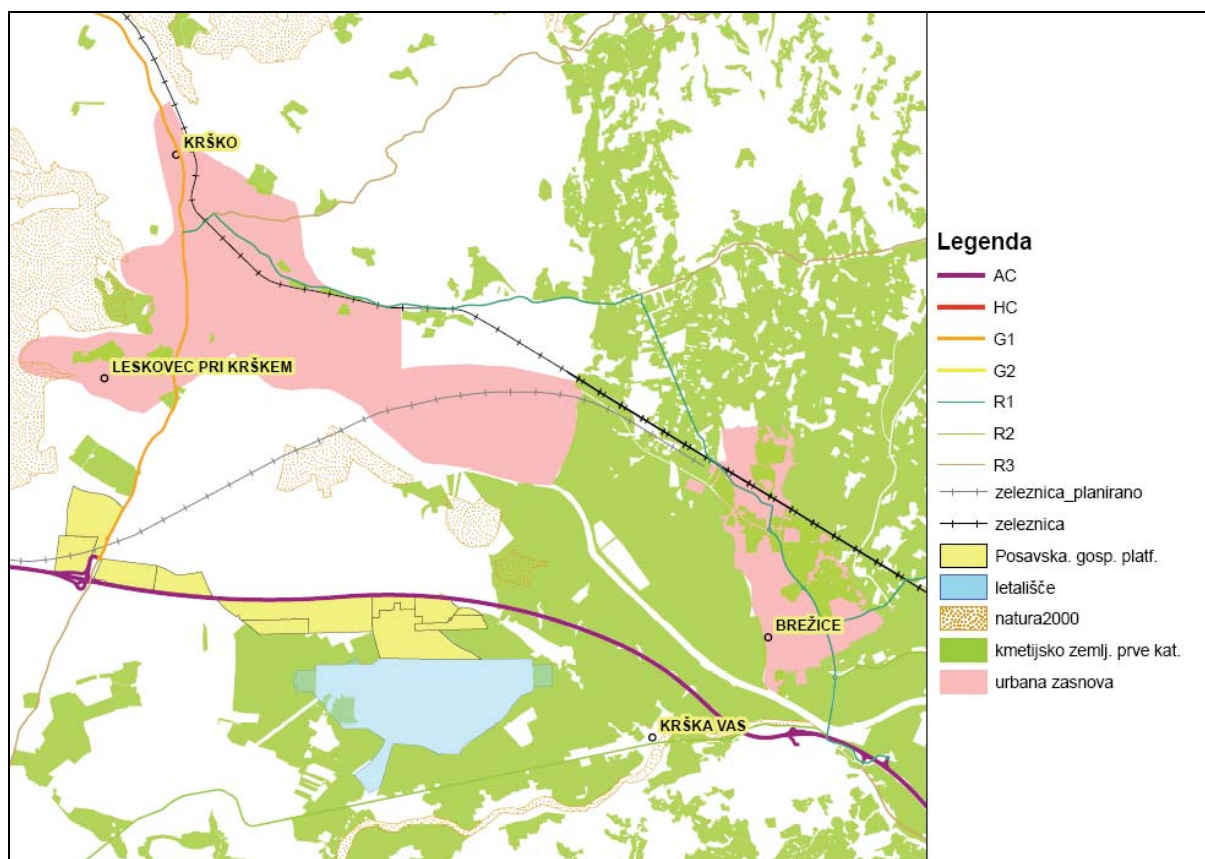 KRŠKO
LESKOVEC PRI KRŠKEM
BREŽICE
KRŠKA VAS
Legenda
AC
HC
G1
G2
R1
R2
R3
zeleznica_planirano
zeleznica
Posavska. gosp. platf.
letališče
natura2000
kmetijsko zemlj. prve kat.
urbana zasnova